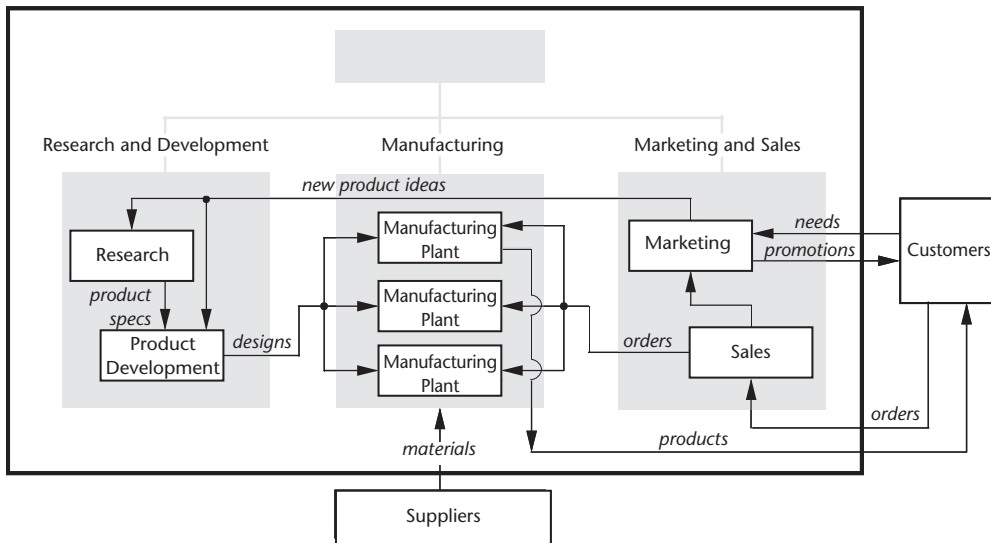 Research and Development
Manufacturing
Marketing and Sales
new product ideas
Research
product
specs
Product
Development
designs
Manufacturing
Plant
Manufacturing
Plant
Manufacturing
Plant
Marketing
needs
promotions
Customers
orders
Sales
orders
products
materials
Suppliers